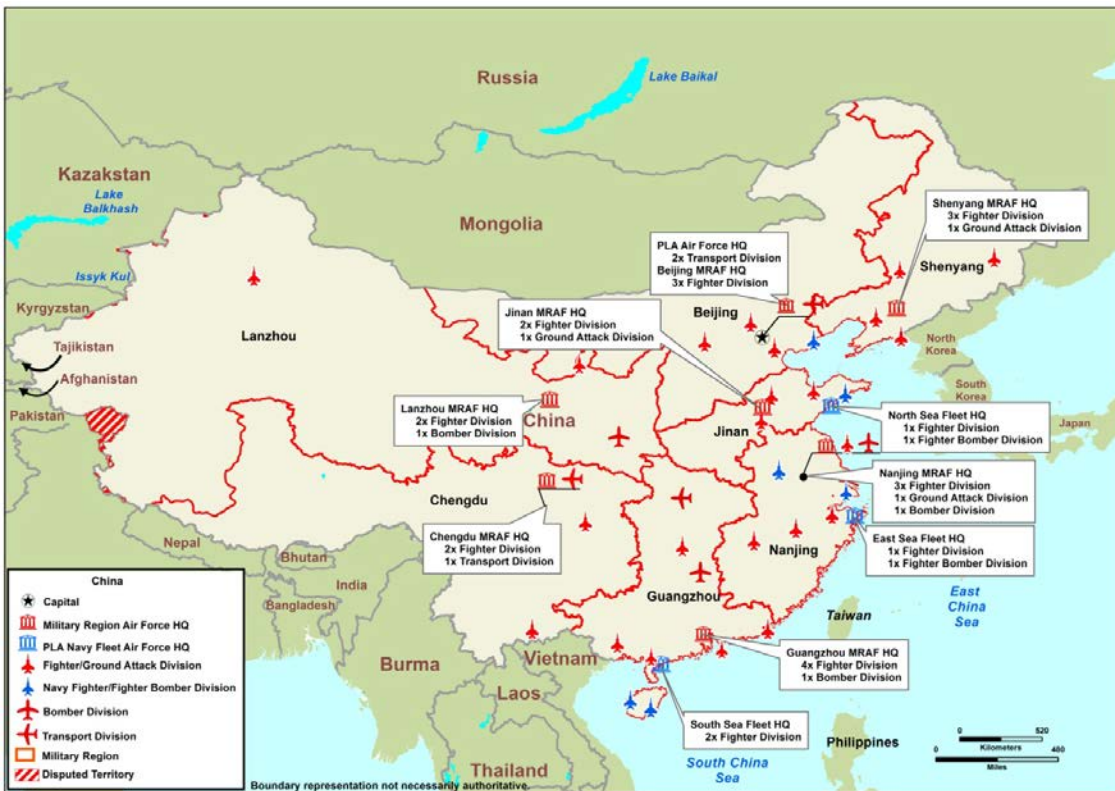 Russia
Lake Baikal
Kazakstan
Lake
Balkhash
Mongolia
Issyk Kul
Kyrgyzstan
Tajikistan
Afghanistan
Pakistan
Shenyang MRAF HQ
3x Fighter Division
1x Ground Attack Division
PLA Air Force HQ
2x Transport Division
Beijing MRAF HQ
3x Fighter Division
Shenyang
Beijing
Jinan MRAF HQ
2x Fighter Division
1x Ground Attack Division
Lanzhou
North
Korea
South
Korea
Japan
Lanzhou MRAF HQ
2x Fighter Division
1x Bomber Division
China
Jinan
North Sea Fleet HQ
1x Fighter Division
1x Fighter Bomber Division
Chengdu
Nanjing MRAF HQ
3x Fighter Division
1x Ground Attack Division
1x Bomber Division
Chengdu MRAF HQ
2x Fighter Division
1x Transport Division
Nanjing
East Sea Fleet HQ
1x Fighter Division
1x Fighter Bomber Division
Nepal
Bhutan
India
Bangladesh
Guangzhou
Taiwan
East
China
Sea
Burma
Vietnam
Laos
Thailand
Guangzhou MRAF HQ
4x Fighter Division
1x Bomber Division
South Sea Fleet HQ
2x Fighter Division
South China
Sea
Philippines
China
Capital
Military Region Air Force HQ
PLA Navy Fleet Air Force HQ
Fighter/Ground Attack Division
Navy Fighter/Fighter Bomber Division
Bomber Division
Transport Division
Military Region
Disputed Territory
Boundary representation not necessarily authoritative.
0 520
Kilometers
0 480
Miles